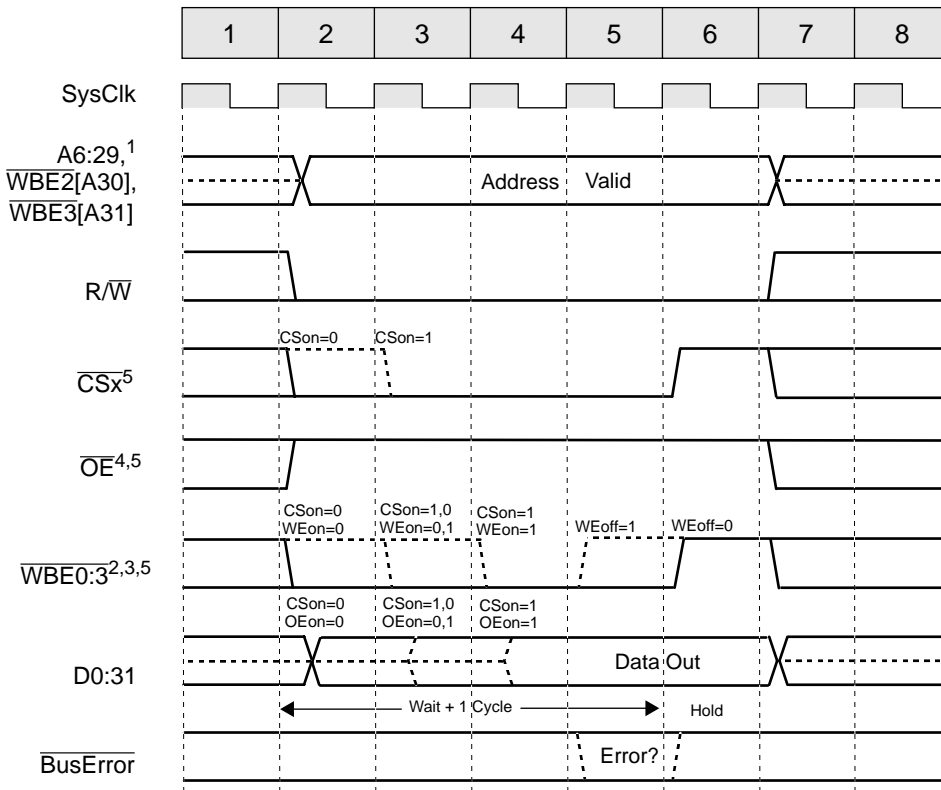 1 2 3 4 5 6 7 8
SysClk
A6:29,1
WBE2[A30],
WBE3[A31]
Address Valid
R/W
CSon=0 CSon=1
CSx5
OE4,5
CSon=0 CSon=1,0 CSon=1
WEon=0 WEon=0,1 WEon=1 WEoff=1 WEoff=0
WBE0:32,3,5
CSon=0 CSon=1,0 CSon=1
OEon=0 OEon=0,1 OEon=1
D0:31
Data Out
Wait + 1 Cycle Hold
BusError
Error?